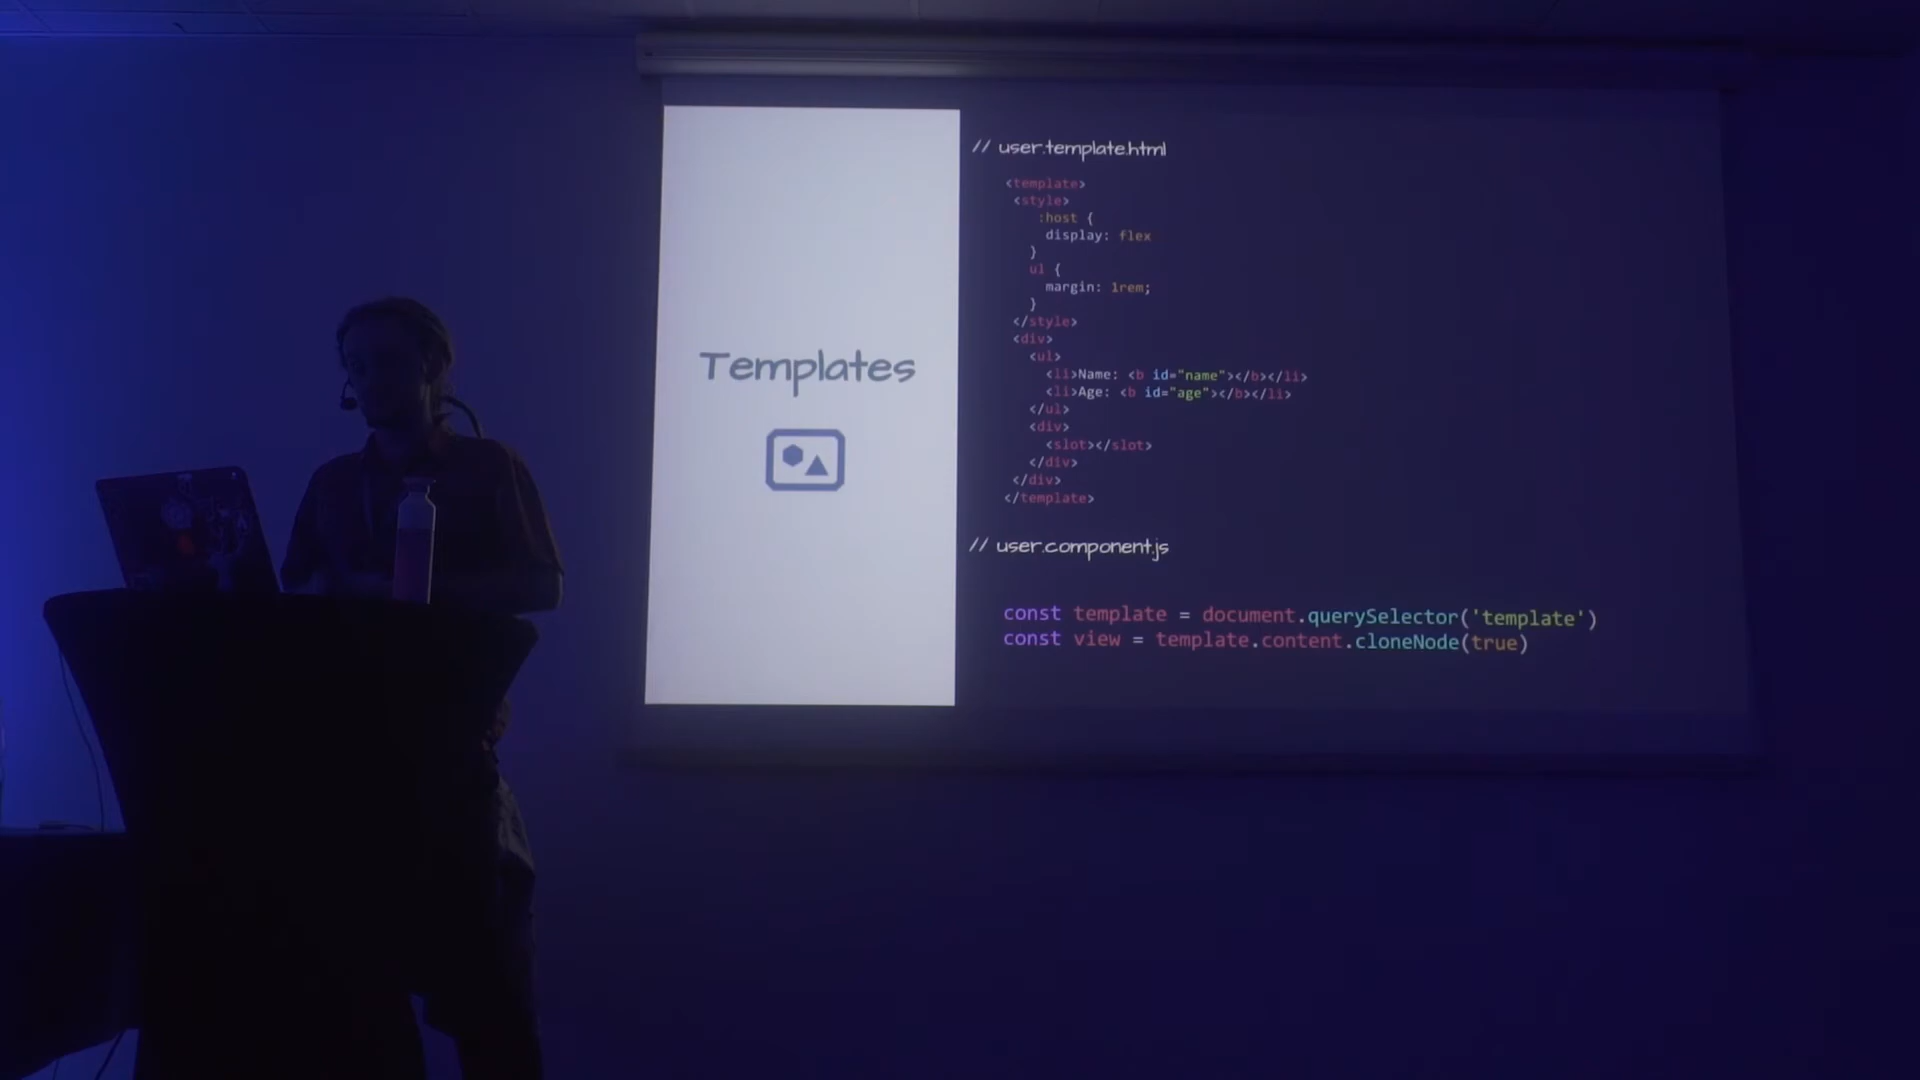 Templates
// user.template.html
<template>
<style>
:host {
display: flex
}
ul {
margin: 1rem;
}
</style>
<div>
<ul>
<li>Name: <b id="name"></b></li>
<li>Age: <b id="age"></b></li>
</ul>
<div>
<slot></slot>
</div>
</div>
</template>
// user.component.js
const template = document.querySelector('template')
const view = template.content.cloneNode(true)